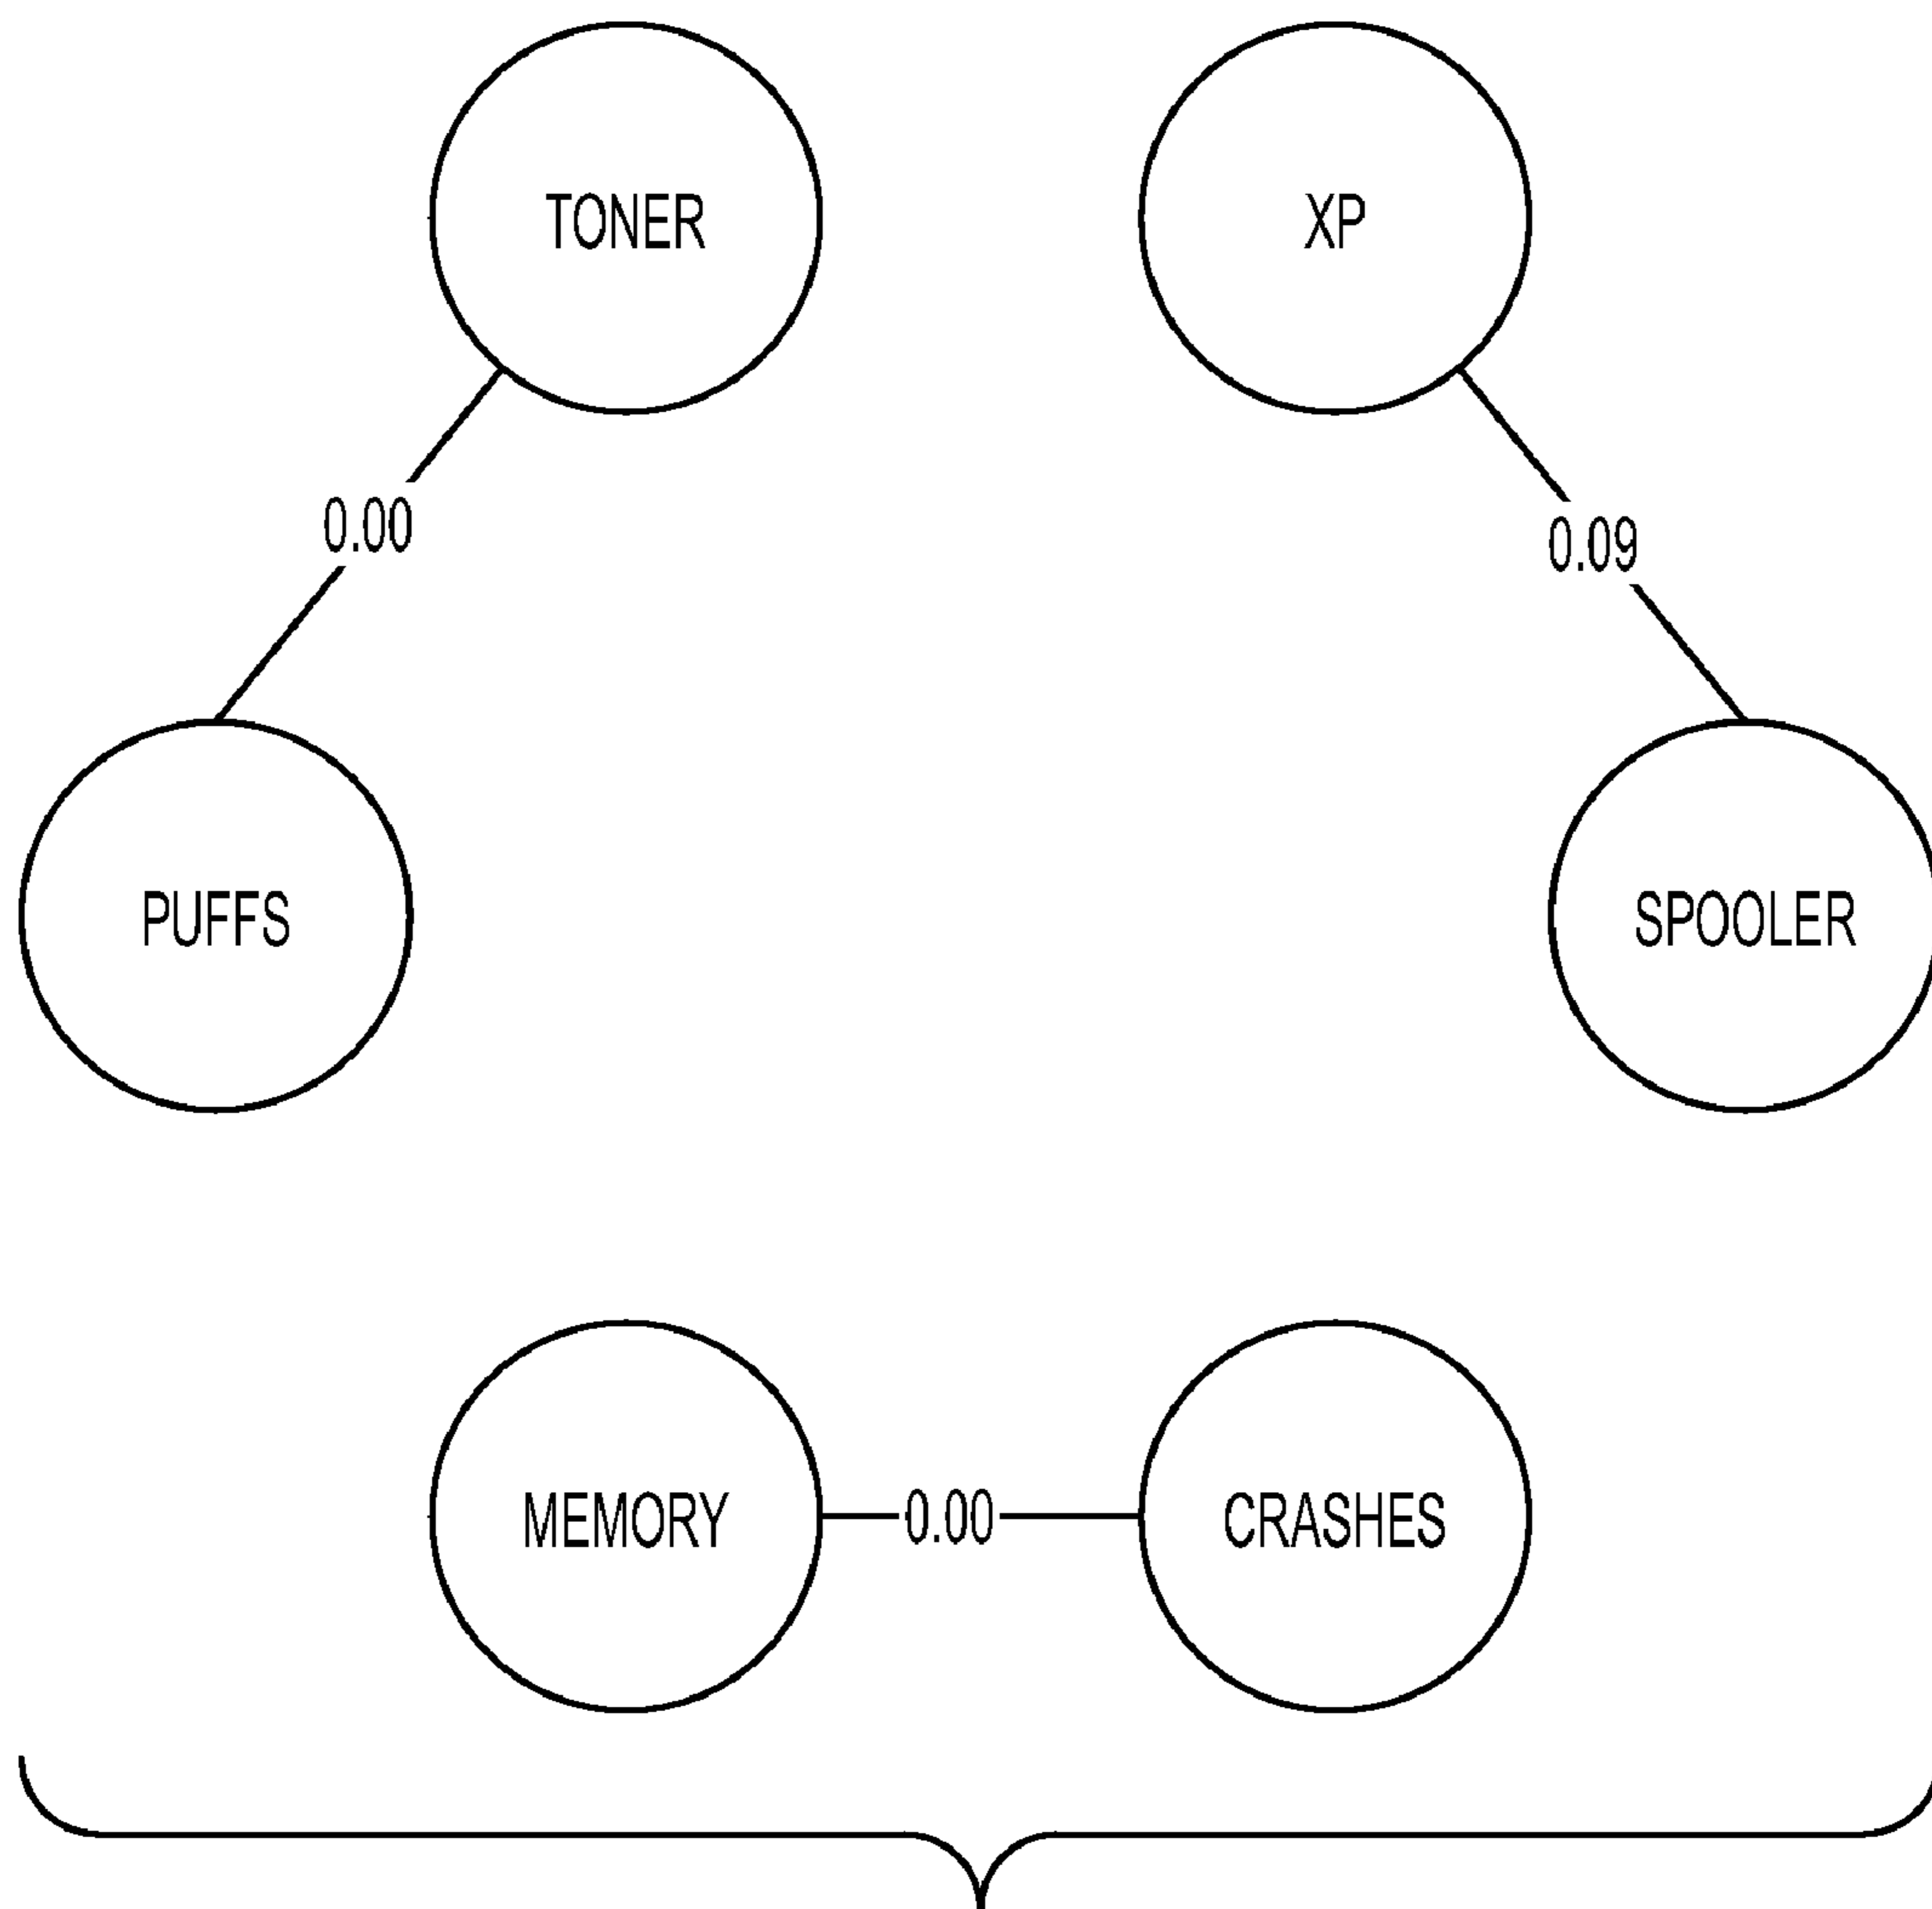 TONER
XP
0.00
0.09
PUFFS
SPOOLER
MEMORY
0.00
CRASHES